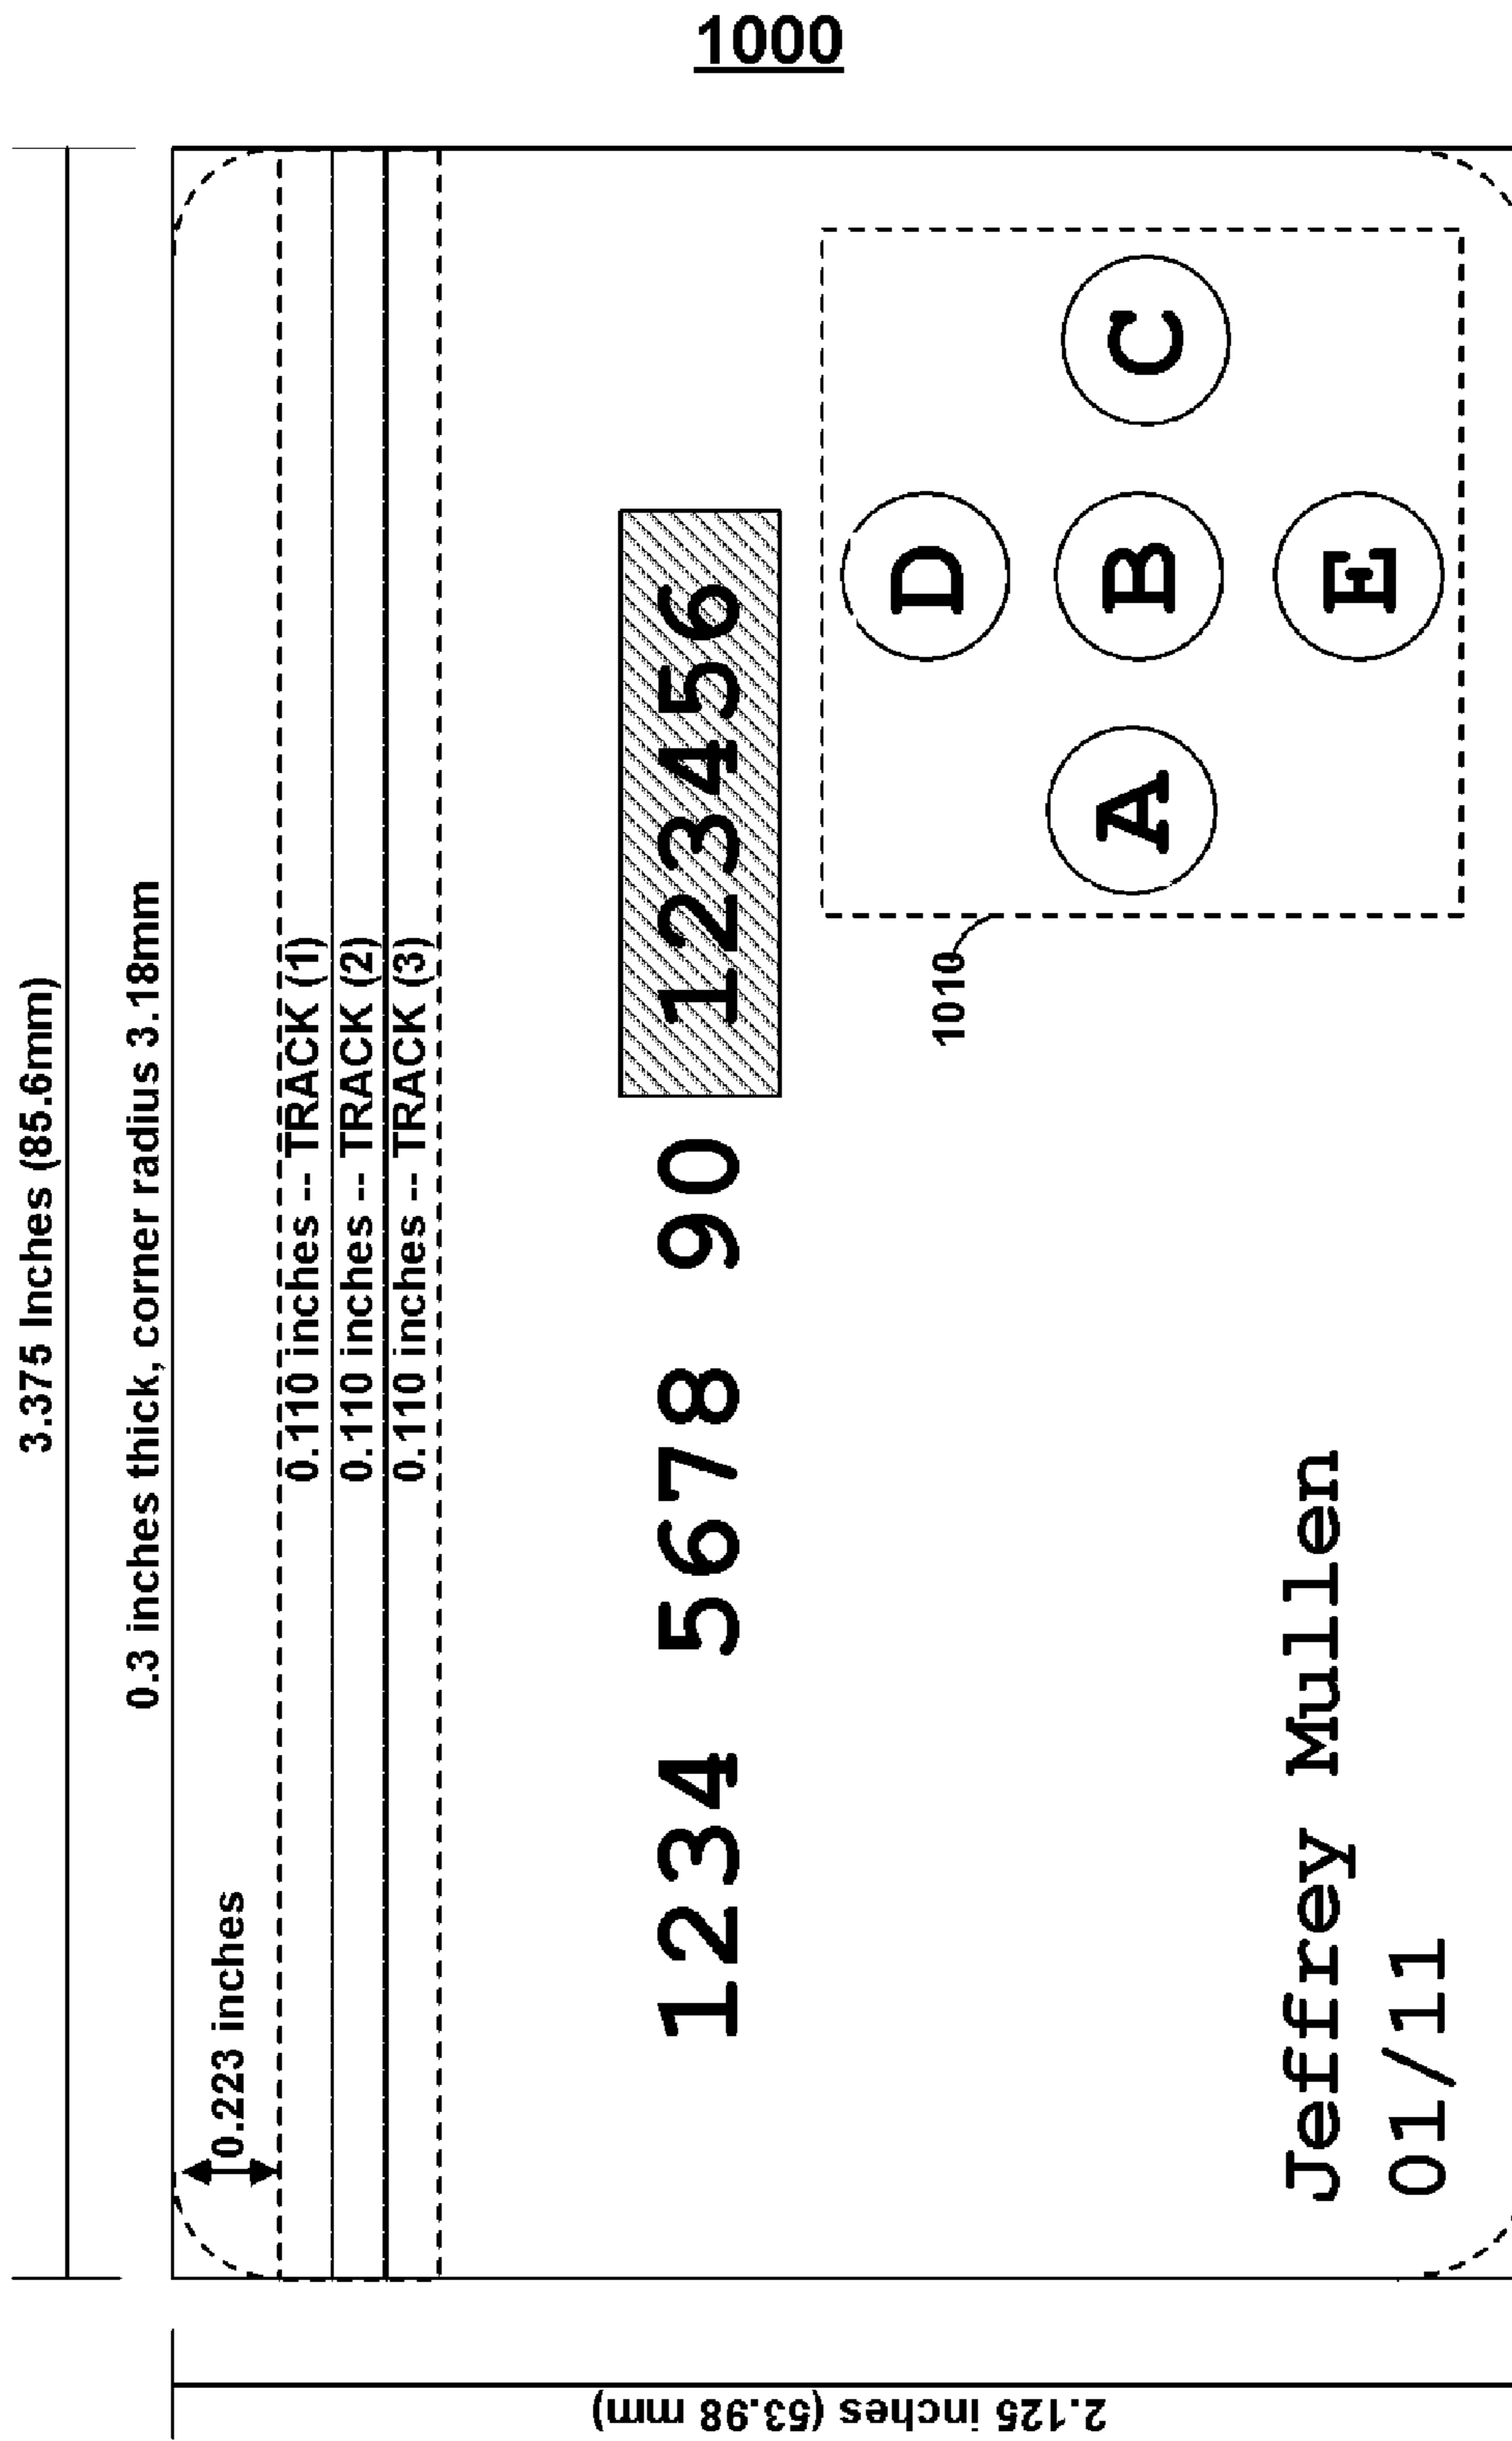 1000
3.375 Inches (85.6mm)
0.3 inches thick, corner radius 3.18mm
0.223 inches
0.110 inches -- TRACK (1)
0.110 inches -- TRACK (2)
0.110 inches -- TRACK (3)
1234 5678 90 123456
1010
D
A B C
E
Jeffrey Mullen
01/11
2.125 inches (53.98 mm)